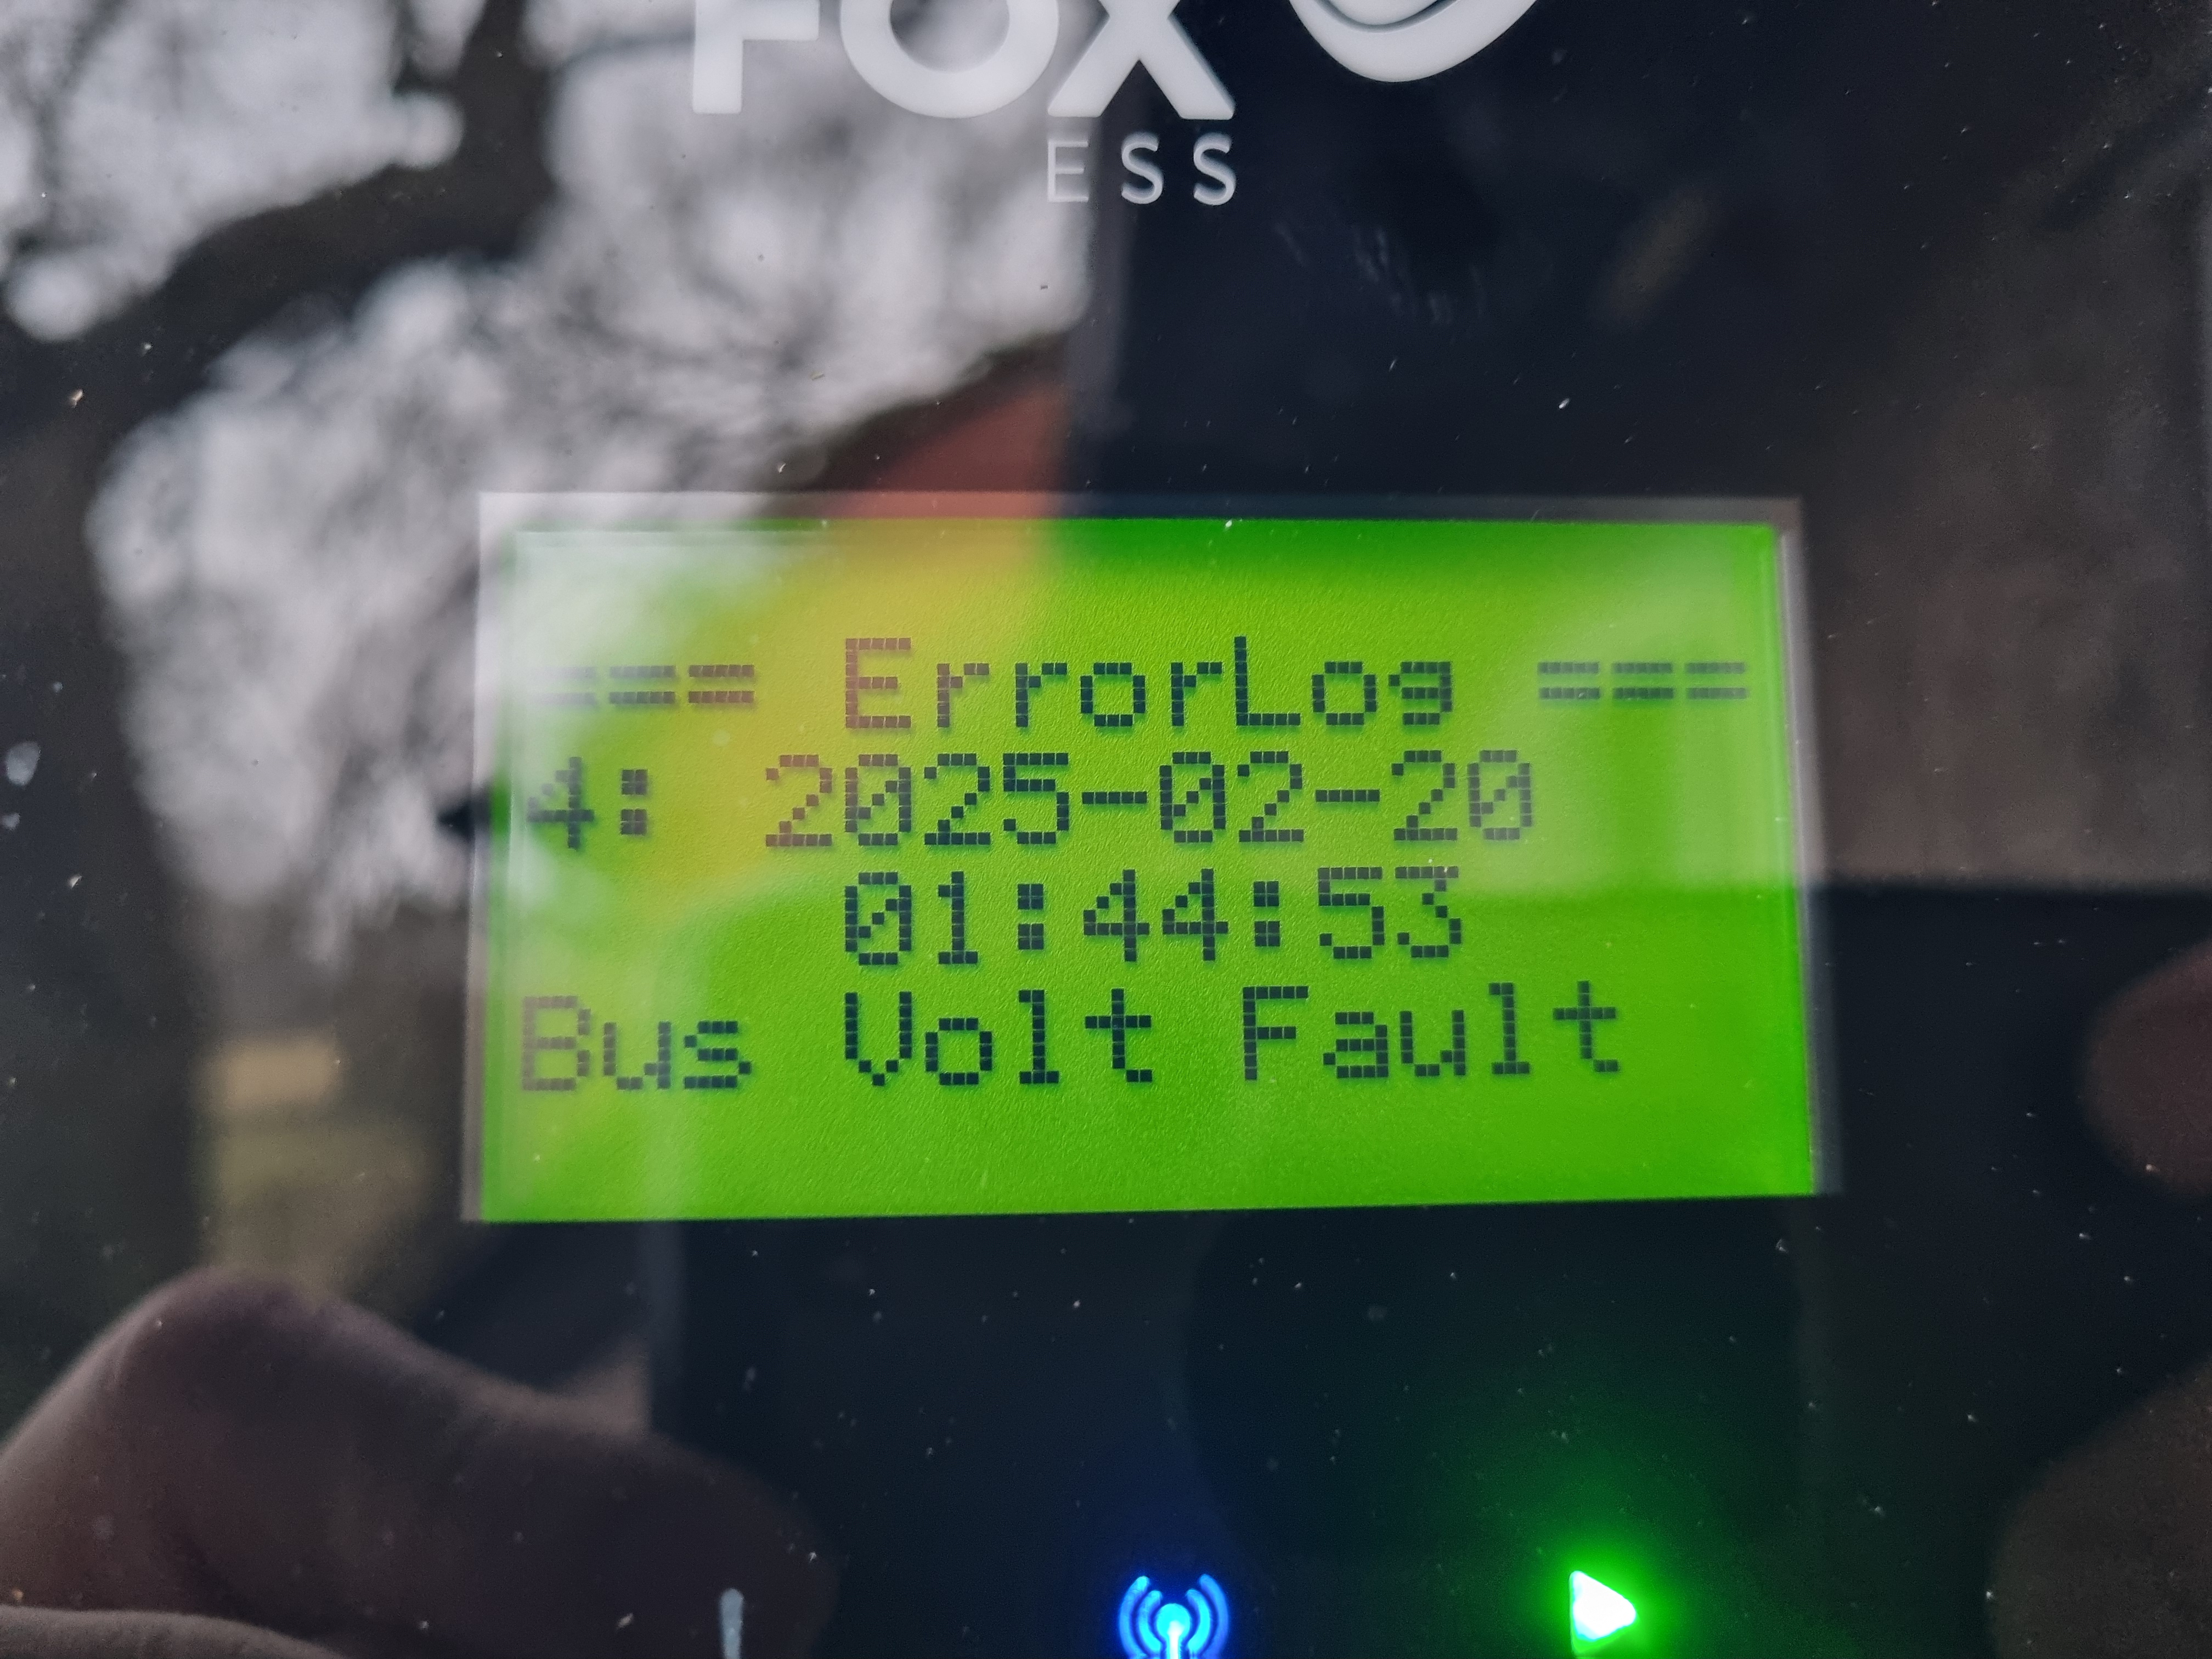 FOX
ESS
=== ErrorLog ===
4: 2025-02-20
01:44:53
Bus Volt Fault